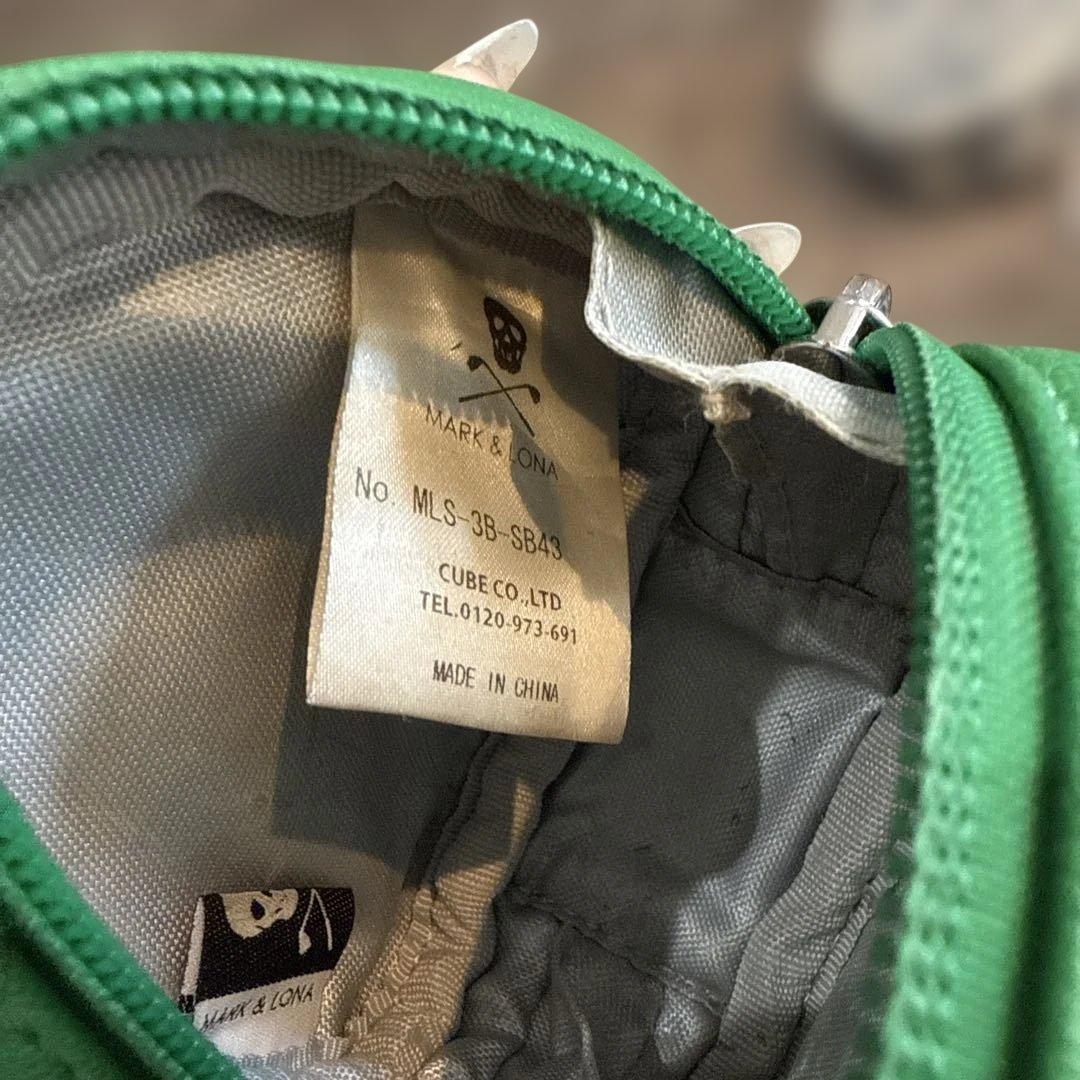 MARK & LONA
No. MLS-3B-SB43
CUBE CO.,LTD
TEL.0120-973-691
MADE IN CHINA
MARK & LONA